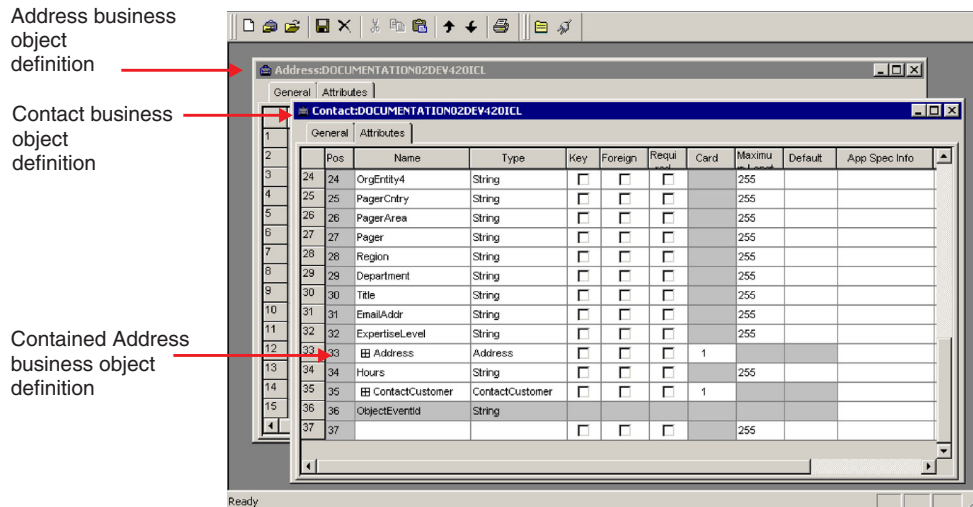 Address business
object
definition
Contact business
object
definition
Contained Address
business object
definition
Address:DOCUMENTATION02DEV420ICL
General Attributes
1
2
3
4
5
6
7
8
9
10
11
12
13
14
15
Contact:DOCUMENTATION02DEV420ICL
General Attributes
Pos Name Type Key Foreign Requi Card Maximu Default App Spec Info
24 24 OrgEntity4 String 255
25 25 PagerCntry String 255
26 26 PagerArea String 255
27 27 Pager String 255
28 28 Region String 255
29 29 Department String 255
30 30 Title String 255
31 31 EmailAddr String 255
32 32 ExpertiseLevel String 255
33 33 Address Address 1
34 34 Hours String 255
35 35 ContactCustomer ContactCustomer 1
36 36 ObjectEventId String
37 37 255
Ready